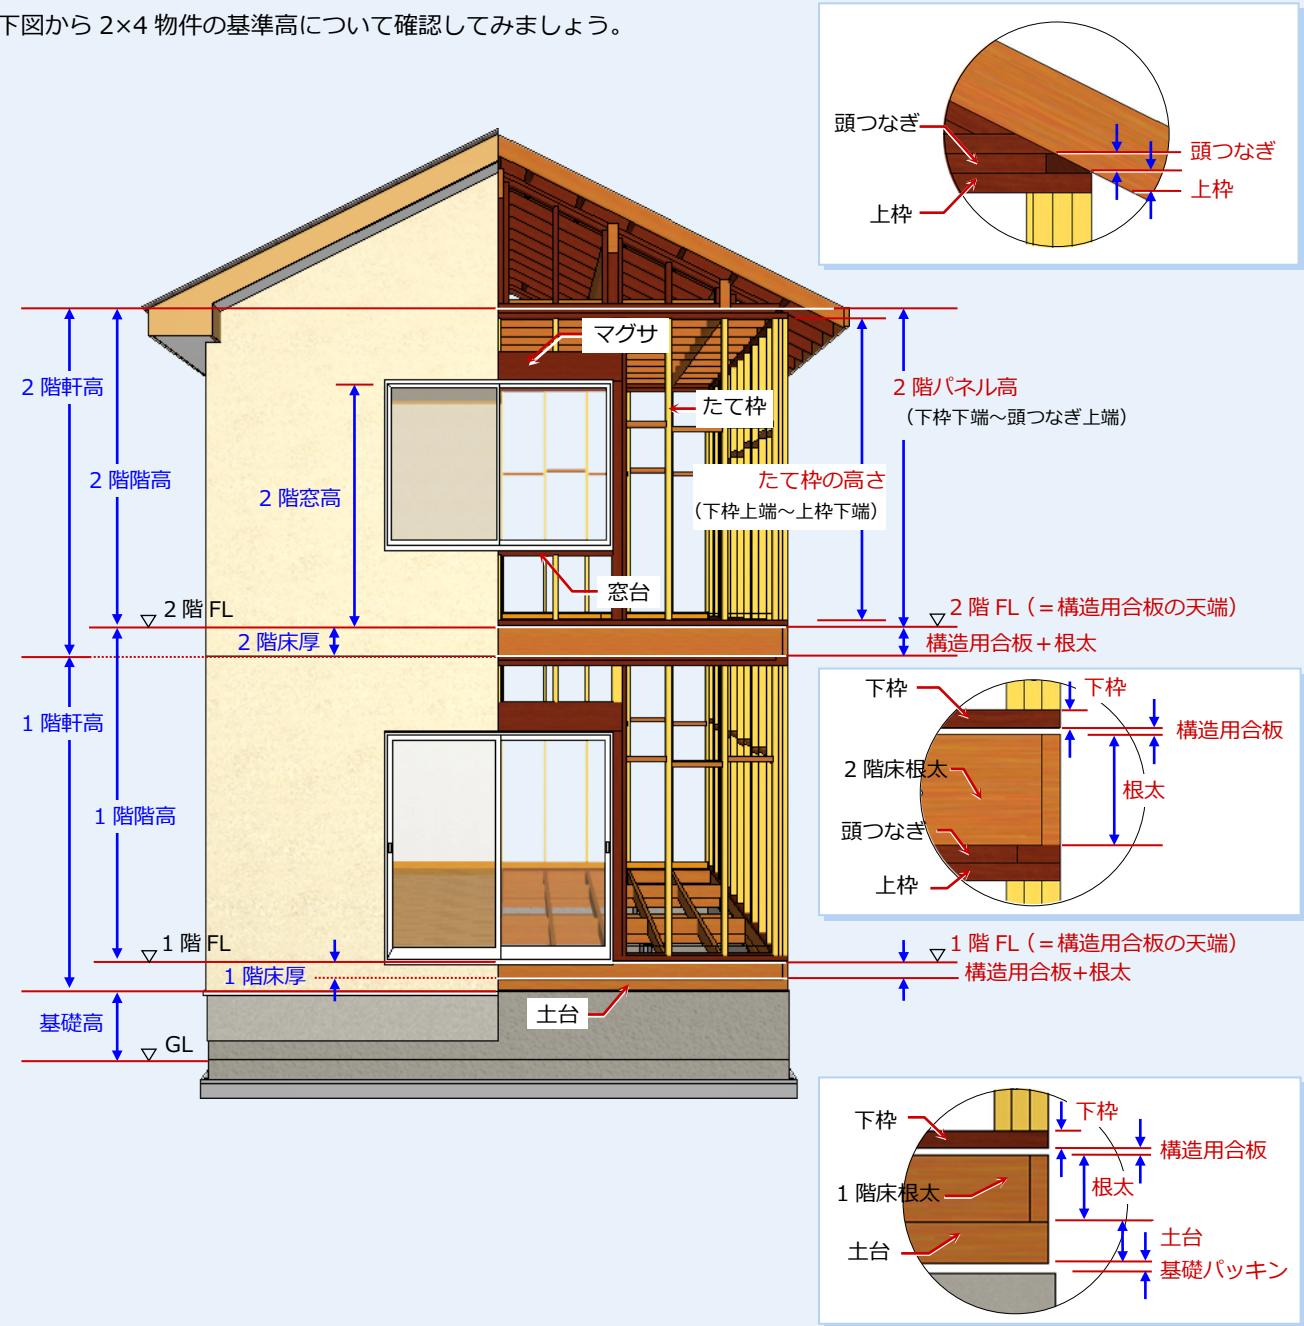 下図から 2×4 物件の基準高について確認してみましょう。
頭つなぎ
上枠
頭つなぎ
上枠
マグサ
2 階軒高
2 階パネル高
（下枠下端～頭つなぎ上端）
たて枠
2 階階高
2 階窓高
たて枠の高さ
（下枠上端～上枠下端）
窓台
2 階 FL
2 階 FL（＝構造用合板の天端）
2 階床厚
構造用合板＋根太
下枠
下枠
構造用合板
2 階床根太
根太
頭つなぎ
上枠
1 階軒高
1 階階高
1 階 FL
1 階 FL（＝構造用合板の天端）
1 階床厚
構造用合板+根太
土台
基礎高
GL
下枠
下枠
構造用合板
1 階床根太
根太
土台
土台
基礎パッキン